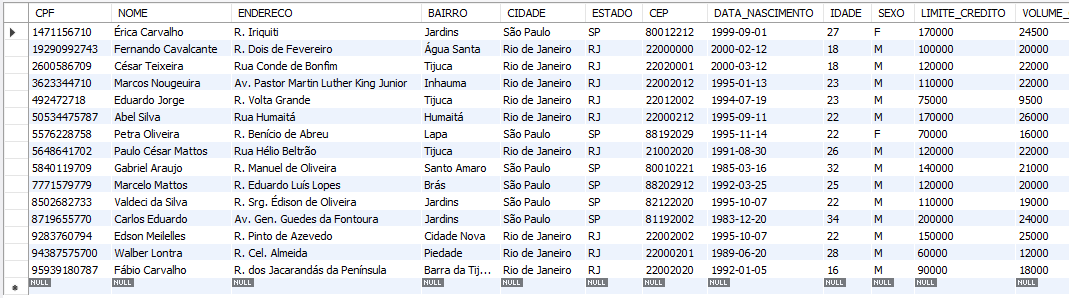 CPF NOME ENDERECO BAIRRO CIDADE ESTADO CEP DATA_NASCIMENTO IDADE SEXO LIMITE_CREDITO VOLUME_
1471156710 Érica Carvalho R. Iriquiti Jardins São Paulo SP 80012212 1999-09-01 27 F 170000 24500
19290992743 Fernando Cavalcante R. Dois de Fevereiro Água Santa Rio de Janeiro RJ 22000000 2000-02-12 18 M 100000 20000
2600586709 César Teixeira Rua Conde de Bonfim Tijuca Rio de Janeiro RJ 22020001 2000-03-12 18 M 120000 22000
3623344710 Marcos Nougeuira Av. Pastor Martin Luther King Junior Inhauma Rio de Janeiro RJ 22002012 1995-01-13 23 M 110000 22000
492472718 Eduardo Jorge R. Volta Grande Tijuca Rio de Janeiro RJ 22012002 1994-07-19 23 M 75000 9500
50534475787 Abel Silva Rua Humaitá Humaitá Rio de Janeiro RJ 22000212 1995-09-11 22 M 170000 26000
5576228758 Petra Oliveira R. Benício de Abreu Lapa São Paulo SP 88192029 1995-11-14 22 F 70000 16000
5648641702 Paulo César Mattos Rua Hélio Beltrão Tijuca Rio de Janeiro RJ 21002020 1991-08-30 26 M 120000 22000
5840119709 Gabriel Araujo R. Manuel de Oliveira Santo Amaro São Paulo SP 80010221 1985-03-16 32 M 140000 21000
7771579779 Marcelo Mattos R. Eduardo Luís Lopes Brás São Paulo SP 88202912 1992-03-25 25 M 120000 20000
8502682733 Valdeci da Silva R. Srg. Édison de Oliveira Jardins São Paulo SP 82122020 1995-10-07 22 M 110000 19000
8719655770 Carlos Eduardo Av. Gen. Guedes da Fontoura Jardins São Paulo SP 81192002 1983-12-20 34 M 200000 24000
9283760794 Edson Meilelles R. Pinto de Azevedo Cidade Nova Rio de Janeiro RJ 22002002 1995-10-07 22 M 150000 25000
94387575700 Walber Lontra R. Cel. Almeida Piedade Rio de Janeiro RJ 22000201 1989-06-20 28 M 60000 12000
95939180787 Fábio Carvalho R. dos Jacarandás da Península Barra da Tij... Rio de Janeiro RJ 22002020 1992-01-05 16 M 90000 18000
NULL NULL NULL NULL NULL NULL NULL NULL NULL NULL NULL NULL